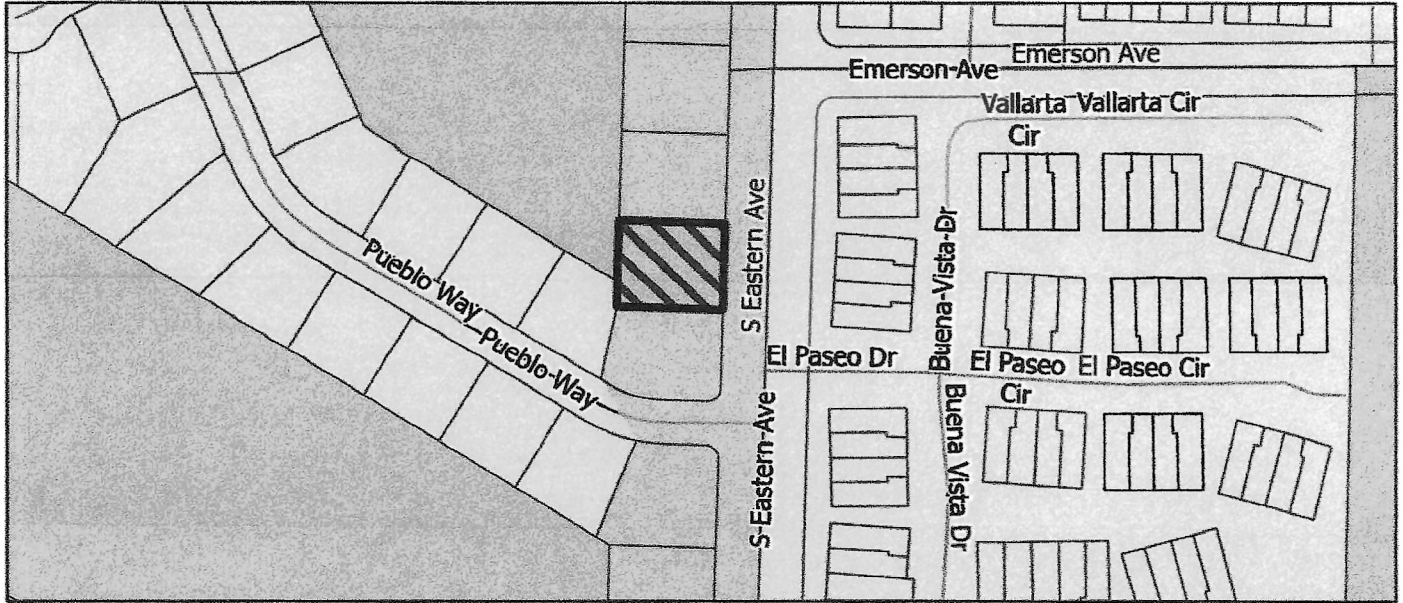 Emerson Ave
Emerson-Ave
Vallarta Vallarta Cir
Cir
S Eastern Ave
Buena-Vista-Dr
Pueblo Way
Pueblo-Way
El Paseo Dr
El Paseo El Paseo Cir
Cir
S-Eastern-Ave
Buena Vista Dr